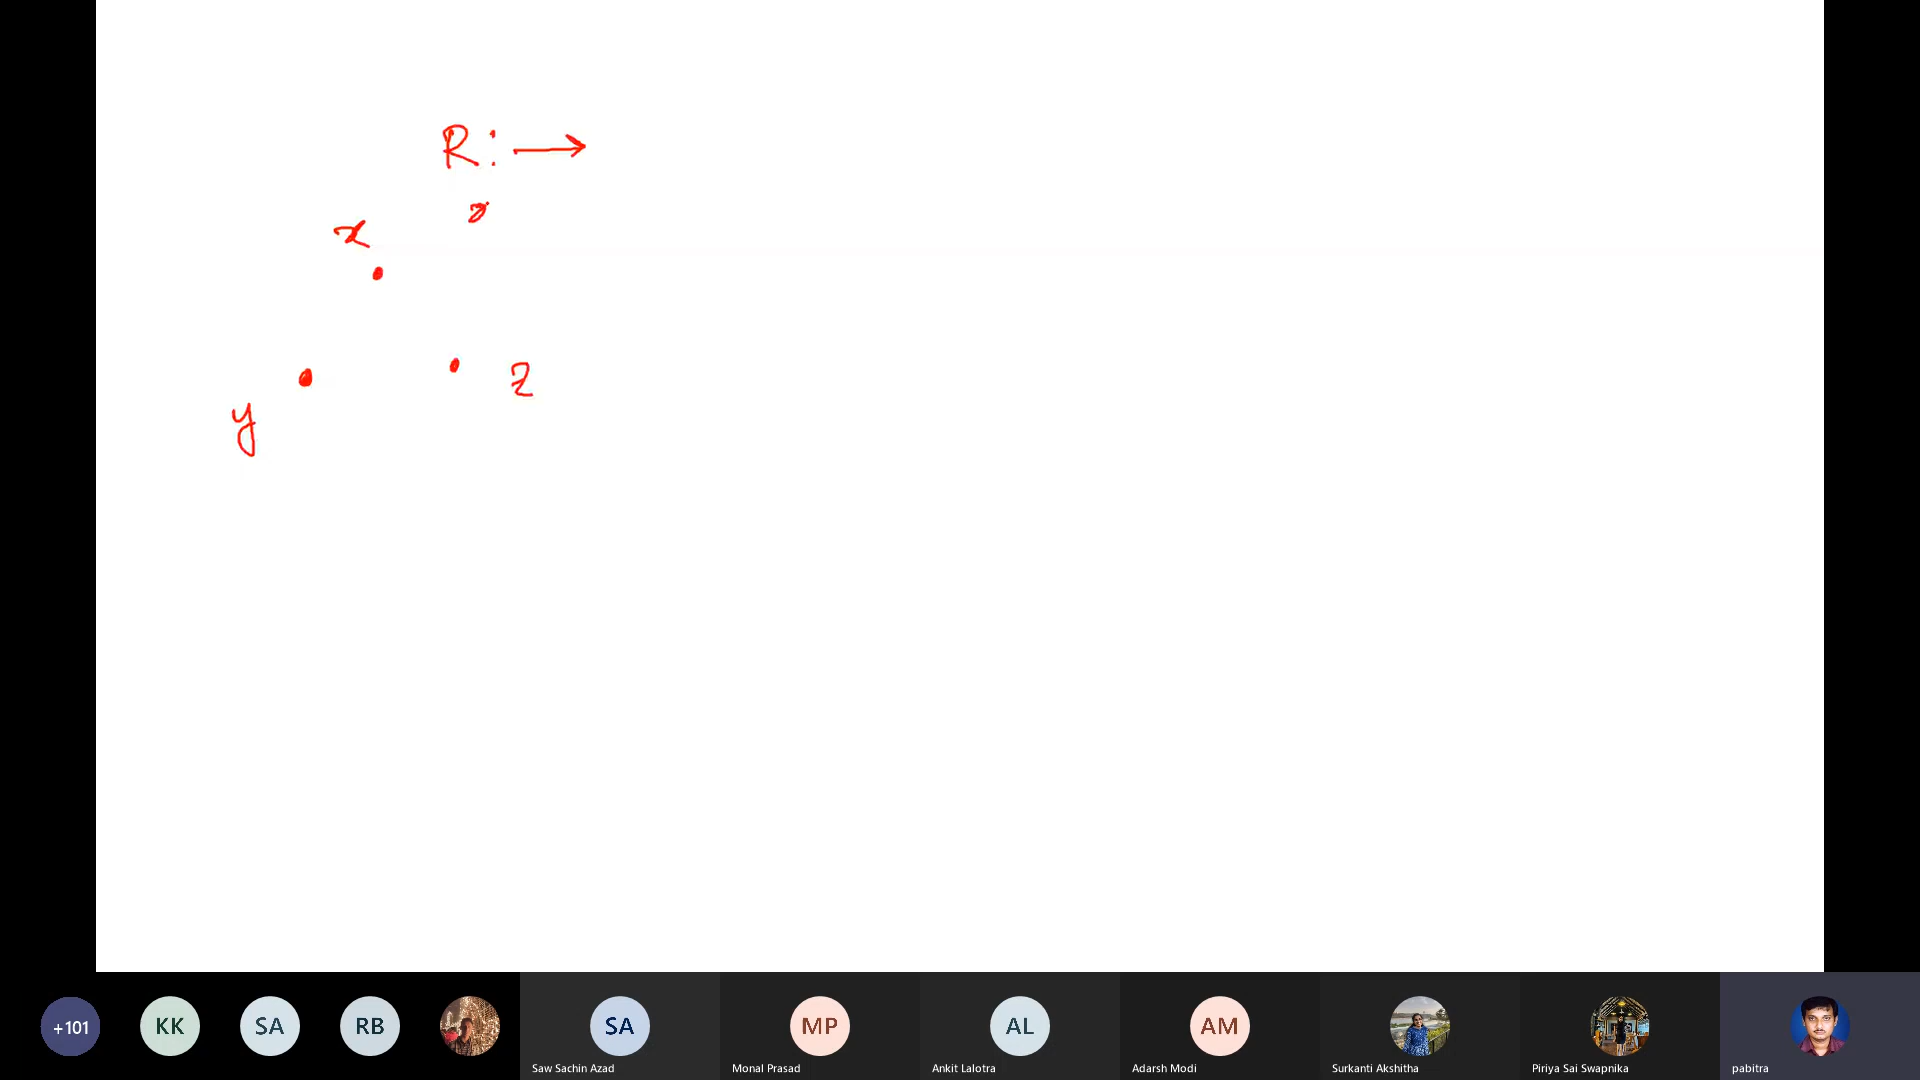 R: →
x
z
y
+101 KK SA RB SA MP AL AM
Saw Sachin Azad Monal Prasad Ankit Lalotra Adarsh Modi Surkanti Akshitha Piriya Sai Swapnika pabitra